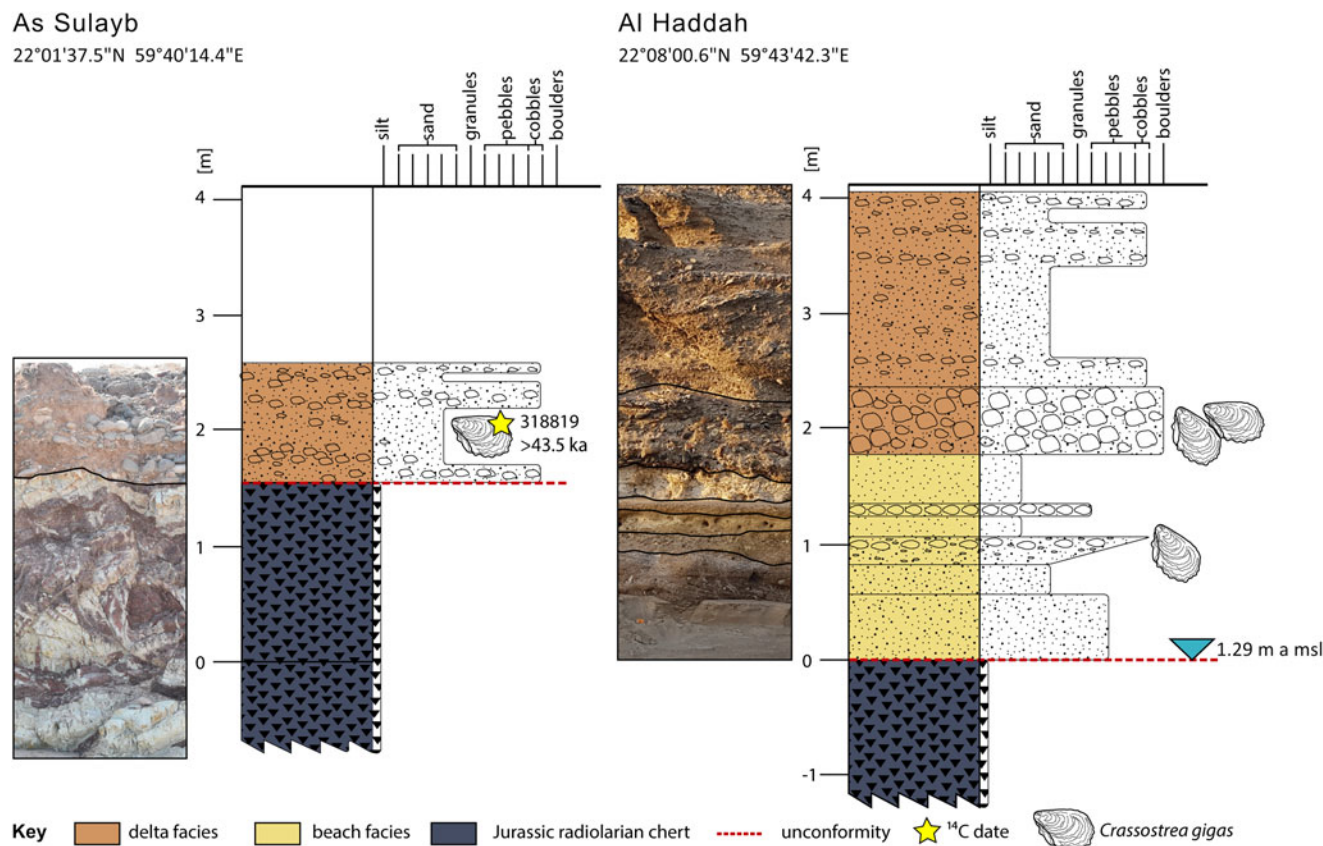 As Sulayb
22°01'37.5"N 59°40'14.4"E
silt
sand
granules
pebbles
cobbles
boulders
[m]
4
3
2
1
0
318819
>43.5 ka
Al Haddah
22°08'00.6"N 59°43'42.3"E
silt
sand
granules
pebbles
cobbles
boulders
[m]
4
3
2
1
0
-1
1.29 m a msl
Key
delta facies
beach facies
Jurassic radiolarian chert
unconformity
¹⁴C date
Crassostrea gigas